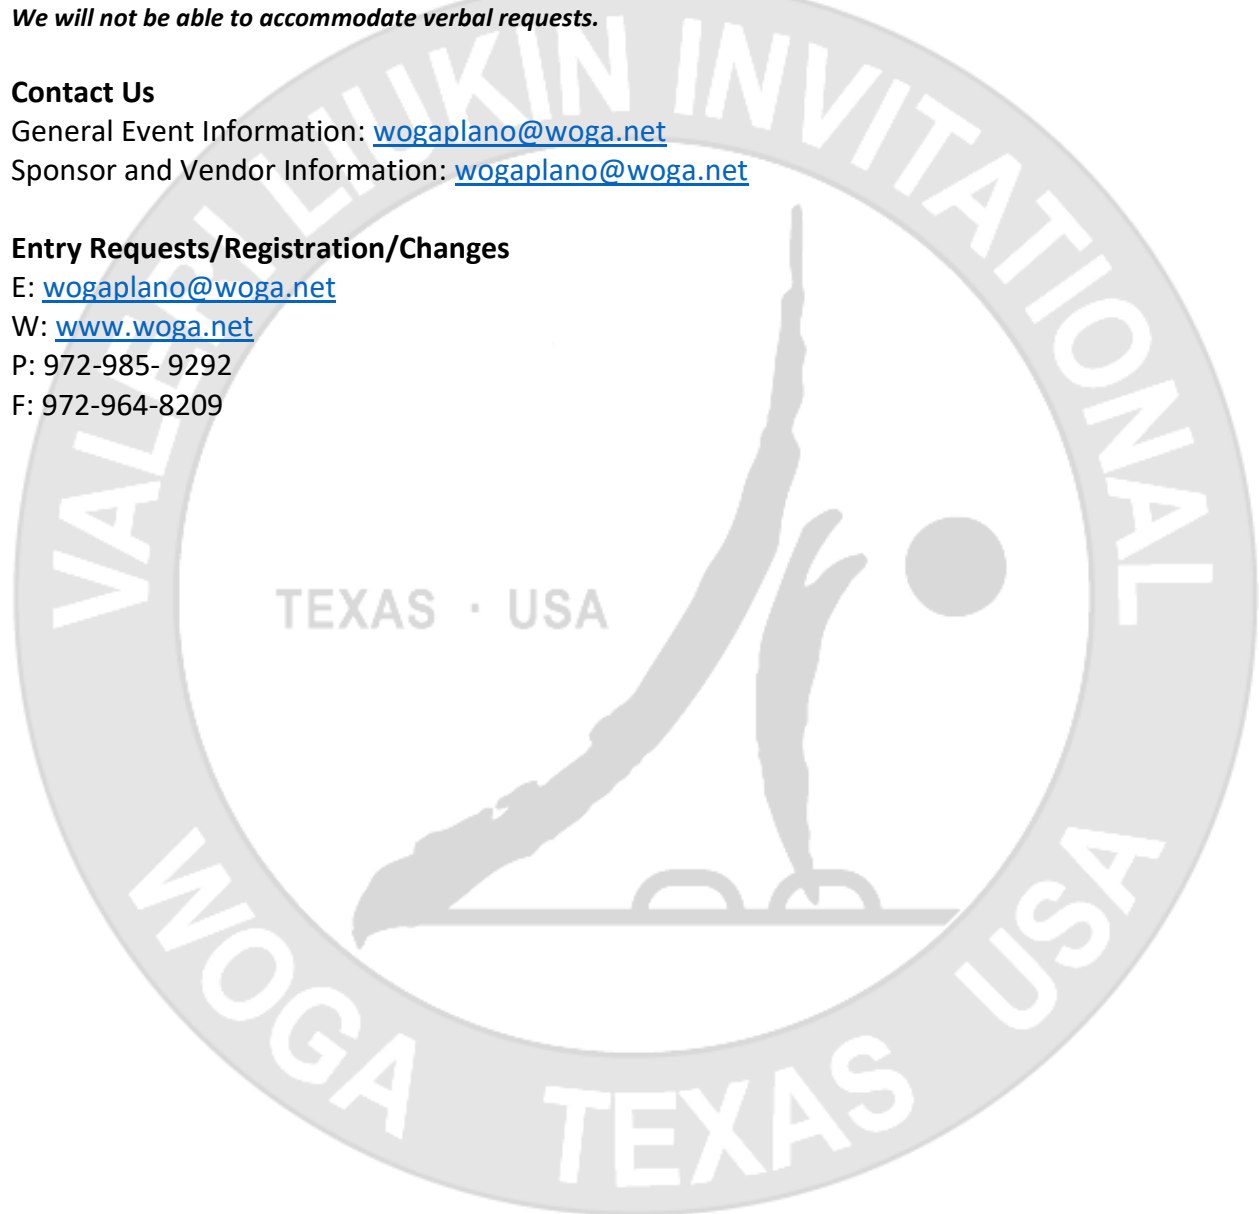 We will not be able to accommodate verbal requests.
Contact Us
General Event Information: wogaplano@woga.net
Sponsor and Vendor Information: wogaplano@woga.net
Entry Requests/Registration/Changes
E: wogaplano@woga.net
W: www.woga.net
P: 972-985- 9292
F: 972-964-8209
VALERI LIUKIN INVITATIONAL
TEXAS · USA
WOGA TEXAS USA